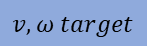 v, ω target